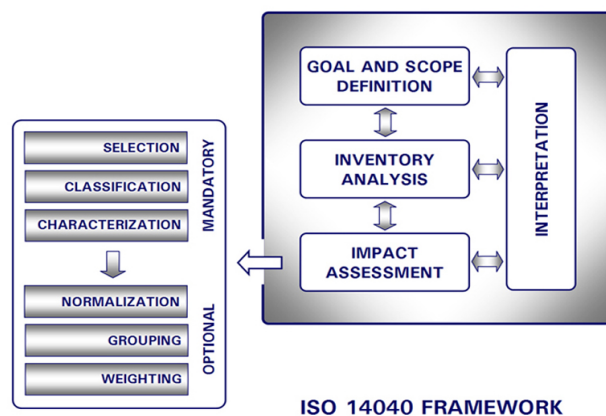 GOAL AND SCOPE
DEFINITION
INVENTORY
ANALYSIS
IMPACT
ASSESSMENT
INTERPRETATION
SELECTION
CLASSIFICATION
CHARACTERIZATION
MANDATORY
NORMALIZATION
GROUPING
WEIGHTING
OPTIONAL
ISO 14040 FRAMEWORK